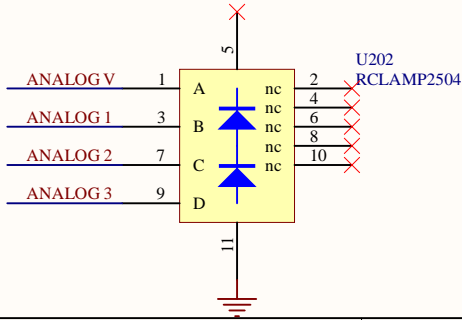 5
U202
RCLAMP2504
ANALOG V 1 A nc 2
nc 4
ANALOG 1 3 B nc 6
nc 8
ANALOG 2 7 C nc 10
ANALOG 3 9 D
11